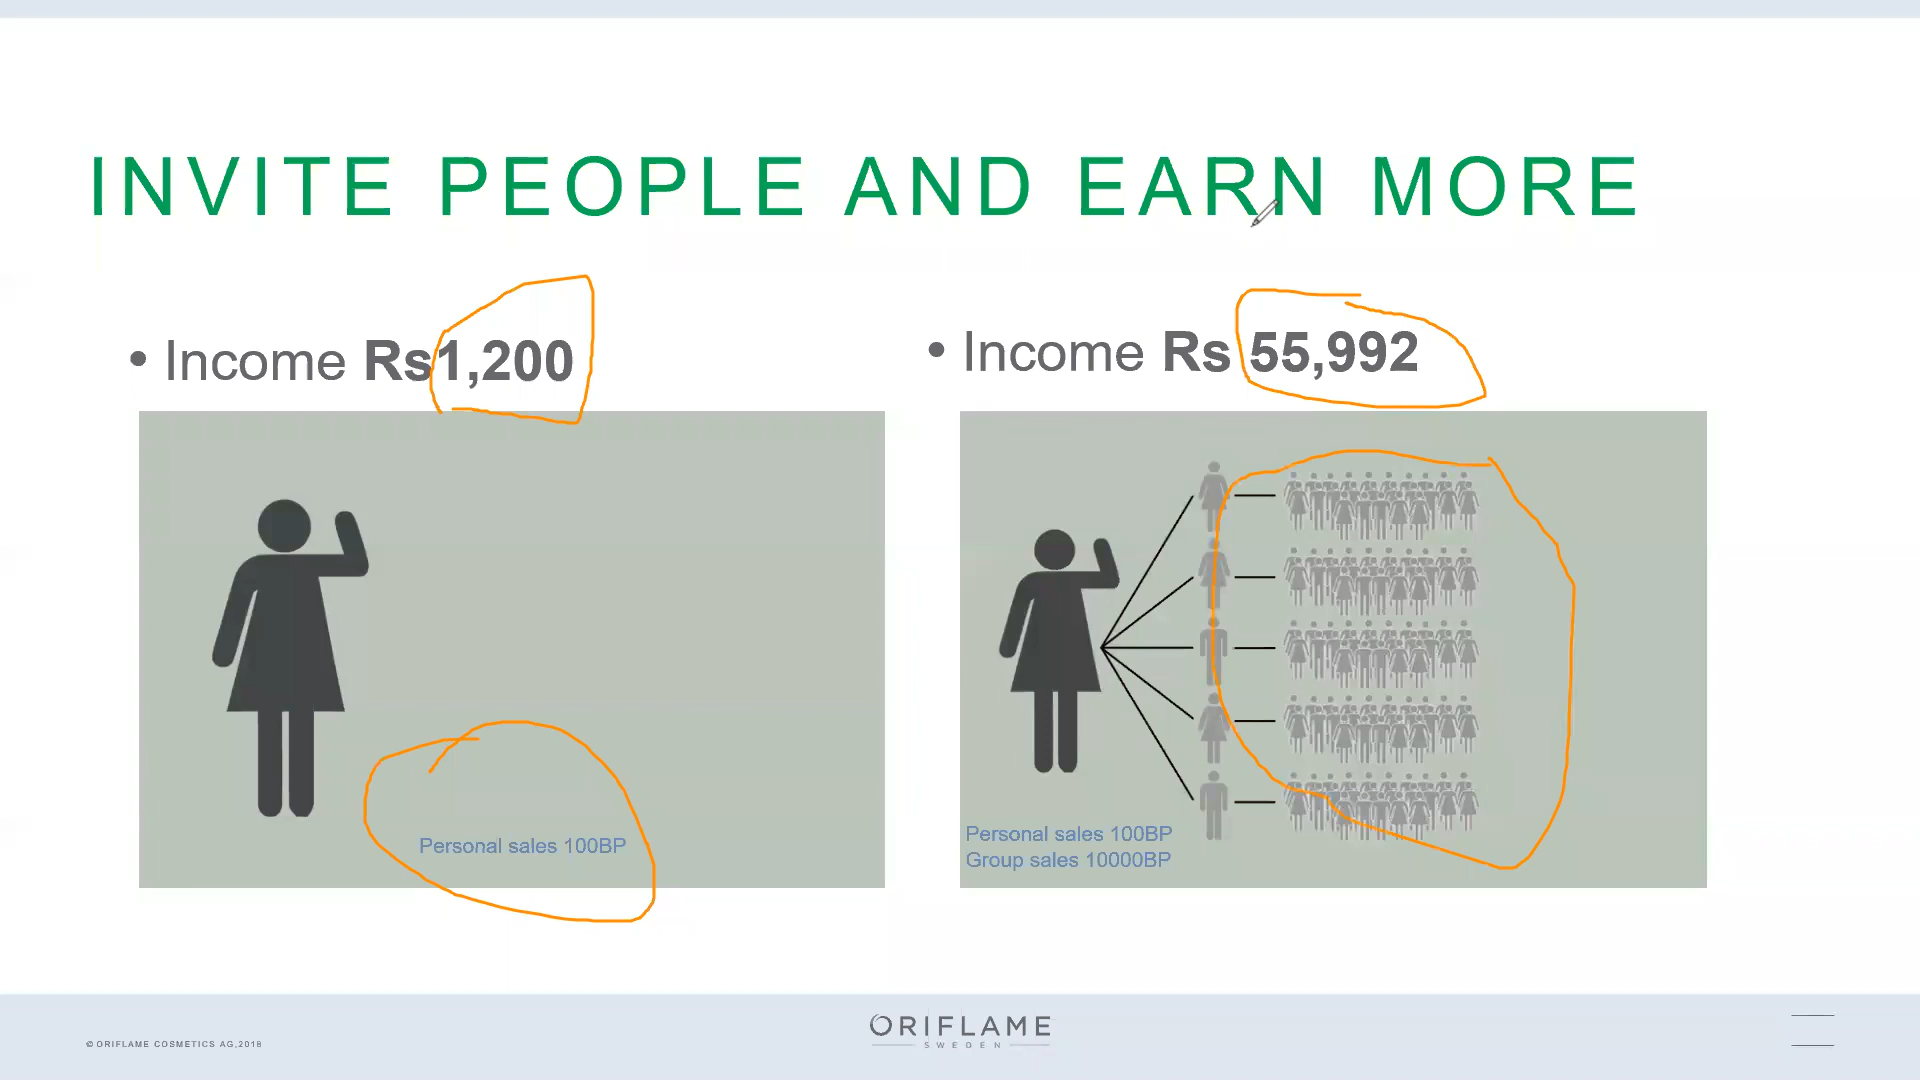 INVITE PEOPLE AND EARN MORE
• Income Rs1,200
• Income Rs 55,992
Personal sales 100BP
Personal sales 100BP
Group sales 10000BP
© ORIFLAME COSMETICS AG,2018
ORIFLAME
SWEDEN